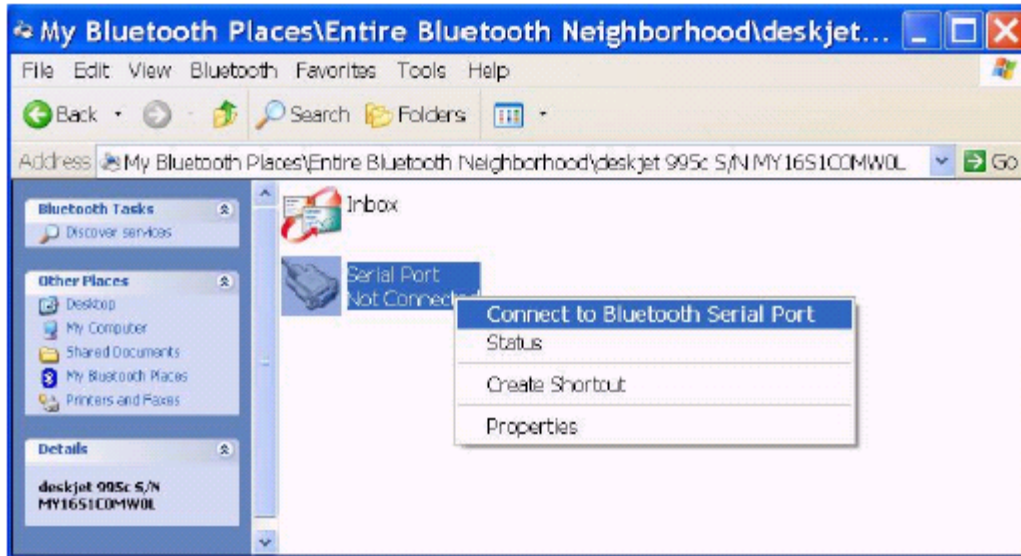 My Bluetooth Places\Entire Bluetooth Neighborhood\deskjet...
File Edit View Bluetooth Favorites Tools Help
Back Search Folders
Address My Bluetooth Places\Entire Bluetooth Neighborhood\deskjet 995c S/N MY16S1C0MW0L Go
Bluetooth Tasks
Discover services
Other Places
Desktop
My Computer
Shared Documents
My Bluetooth Places
Printers and Faxes
Details
deskjet 995c S/N
MY16S1C0MW0L
Inbox
Serial Port
Not Connected
Connect to Bluetooth Serial Port
Status
Create Shortcut
Properties